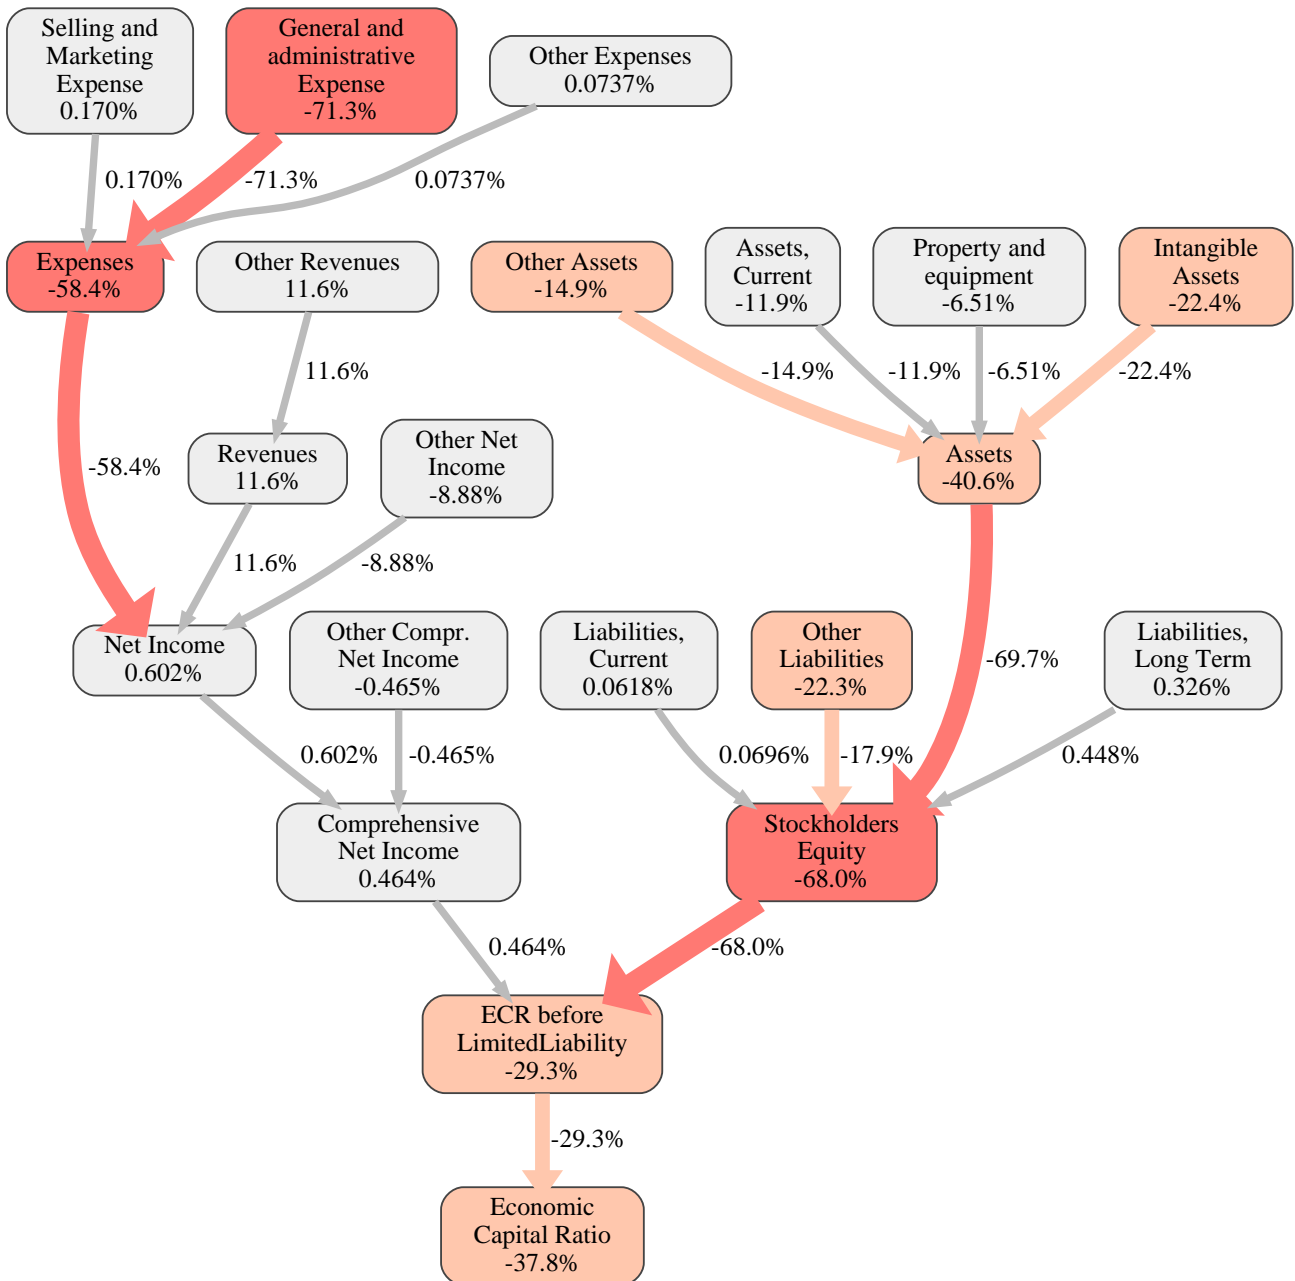 Selling and
Marketing
Expense
0.170%
General and
administrative
Expense
-71.3%
Other Expenses
0.0737%
0.170%
-71.3%
0.0737%
Expenses
-58.4%
Other Revenues
11.6%
Other Assets
-14.9%
Assets,
Current
-11.9%
Property and
equipment
-6.51%
Intangible
Assets
-22.4%
11.6%
-14.9%
-11.9%
-6.51%
-22.4%
-58.4%
Revenues
11.6%
Other Net
Income
-8.88%
Assets
-40.6%
11.6%
-8.88%
Net Income
0.602%
Other Compr.
Net Income
-0.465%
Liabilities,
Current
0.0618%
Other
Liabilities
-22.3%
-69.7%
Liabilities,
Long Term
0.326%
0.602%
-0.465%
0.0696%
-17.9%
0.448%
Comprehensive
Net Income
0.464%
Stockholders
Equity
-68.0%
0.464%
-68.0%
ECR before
LimitedLiability
-29.3%
-29.3%
Economic
Capital Ratio
-37.8%